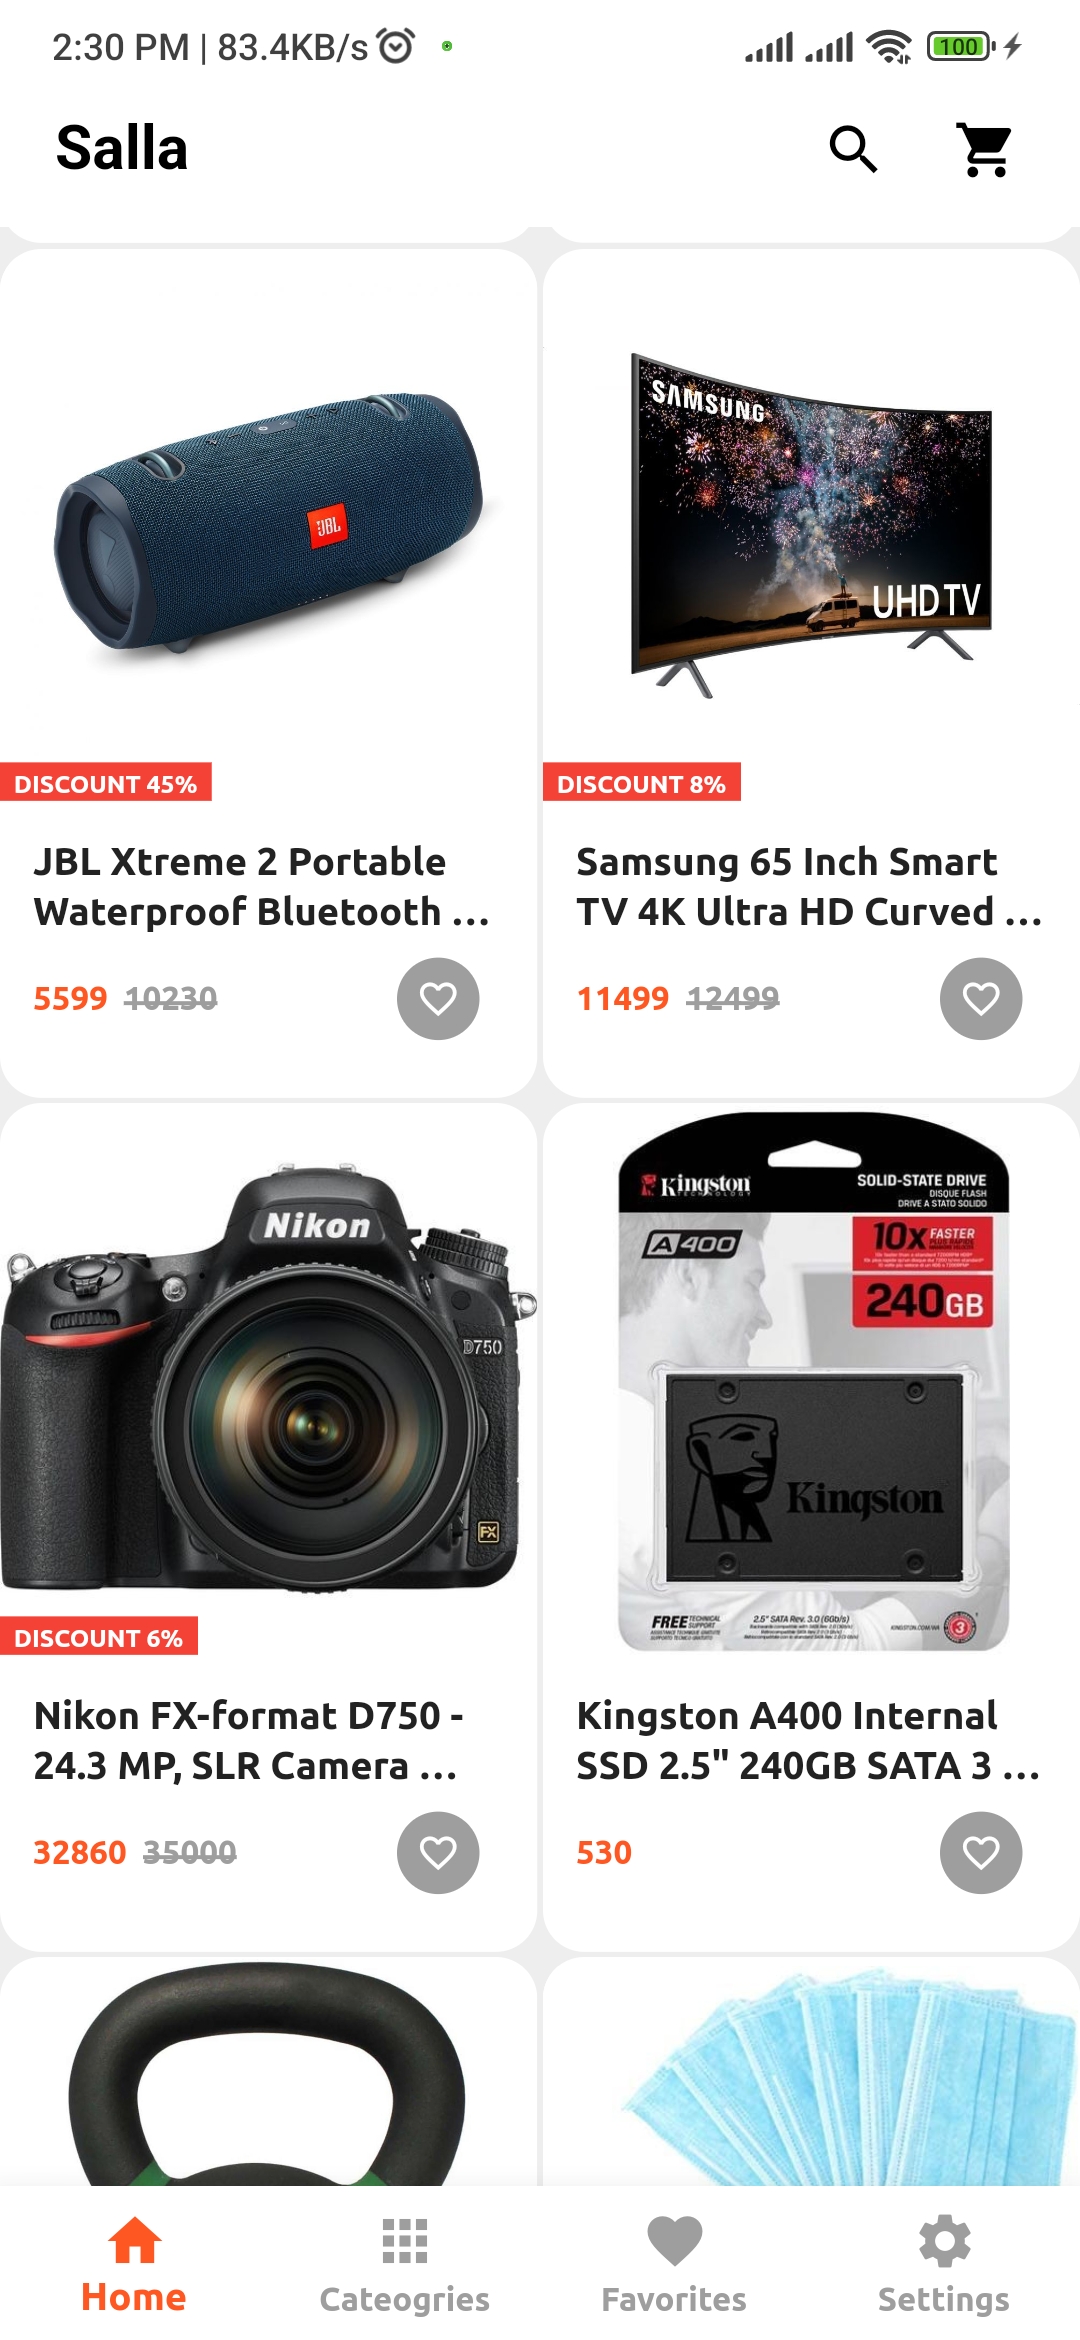 2:30 PM | 83.4KB/s
100
Salla
JBL
SAMSUNG
UHD TV
DISCOUNT 45%
DISCOUNT 8%
JBL Xtreme 2 Portable
Waterproof Bluetooth ...
Samsung 65 Inch Smart
TV 4K Ultra HD Curved ...
5599 10230
11499 12499
Nikon
D750
FX
Kingston
TECHNOLOGY
SOLID-STATE DRIVE
DISQUE FLASH
DRIVE A STATO SOLIDO
A400
10x FASTER
240GB
Kingston
FREE TECHNICAL
SUPPORT
2.5" SATA Rev. 3.0 (6Gb/s)
3
DISCOUNT 6%
Nikon FX-format D750 -
24.3 MP, SLR Camera ...
Kingston A400 Internal
SSD 2.5" 240GB SATA 3 ...
32860 35000
530
Home
Cateogries
Favorites
Settings